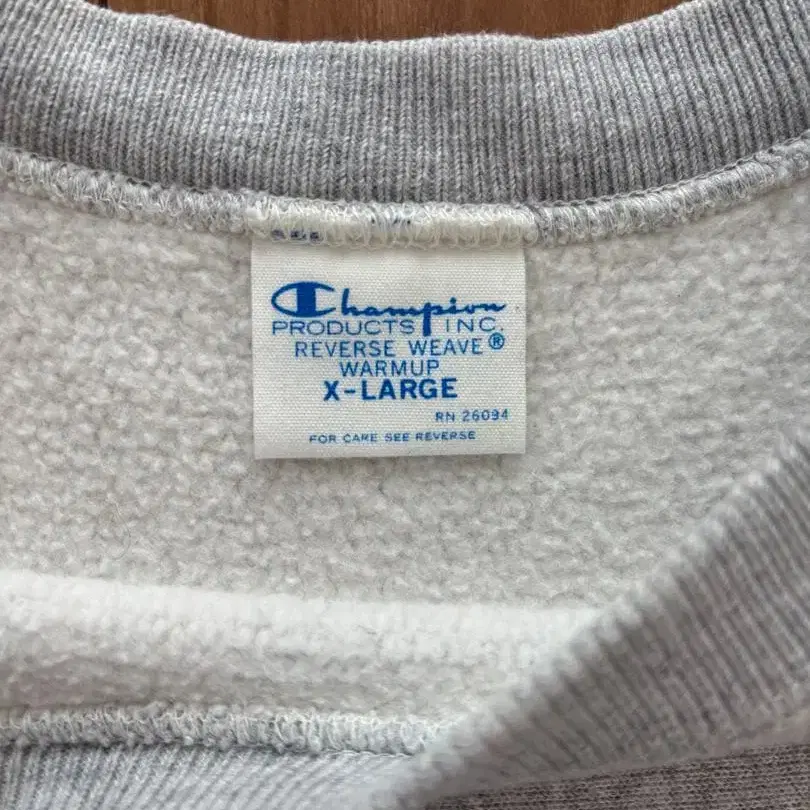 Champion
PRODUCTS INC.
REVERSE WEAVE®
WARMUP
X-LARGE
RN 26094
FOR CARE SEE REVERSE